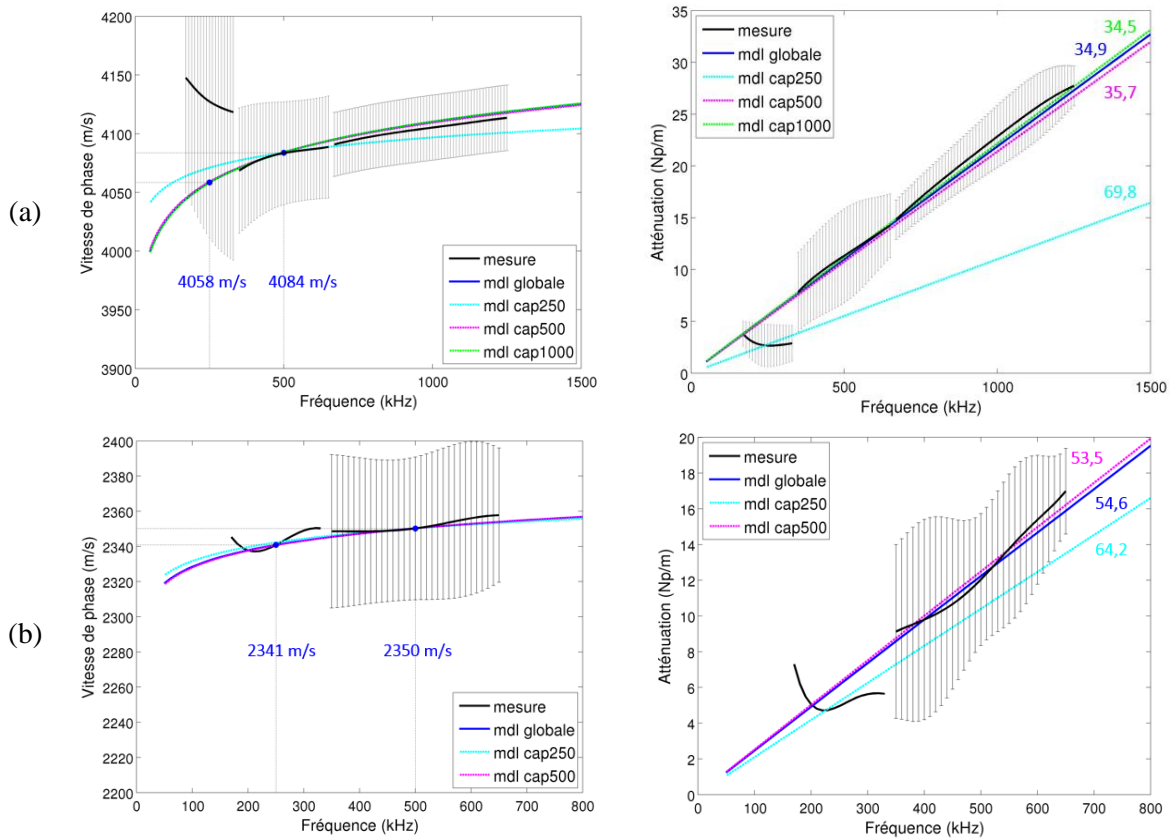 (a)
Vitesse de phase (m/s)
4200
4150
4100
4050
4000
3950
3900
4058 m/s
4084 m/s
mesure
mdl globale
mdl cap250
mdl cap500
mdl cap1000
0
500
1000
1500
Fréquence (kHz)
Atténuation (Np/m)
35
30
25
20
15
10
5
0
mesure
mdl globale
mdl cap250
mdl cap500
mdl cap1000
34,5
34,9
35,7
69,8
0
500
1000
1500
Fréquence (kHz)
(b)
Vitesse de phase (m/s)
2400
2380
2360
2340
2320
2300
2280
2260
2240
2220
2200
2341 m/s
2350 m/s
mesure
mdl globale
mdl cap250
mdl cap500
0
100
200
300
400
500
600
700
800
Fréquence (kHz)
Atténuation (Np/m)
20
18
16
14
12
10
8
6
4
2
0
mesure
mdl globale
mdl cap250
mdl cap500
53,5
54,6
64,2
0
100
200
300
400
500
600
700
800
Fréquence (kHz)